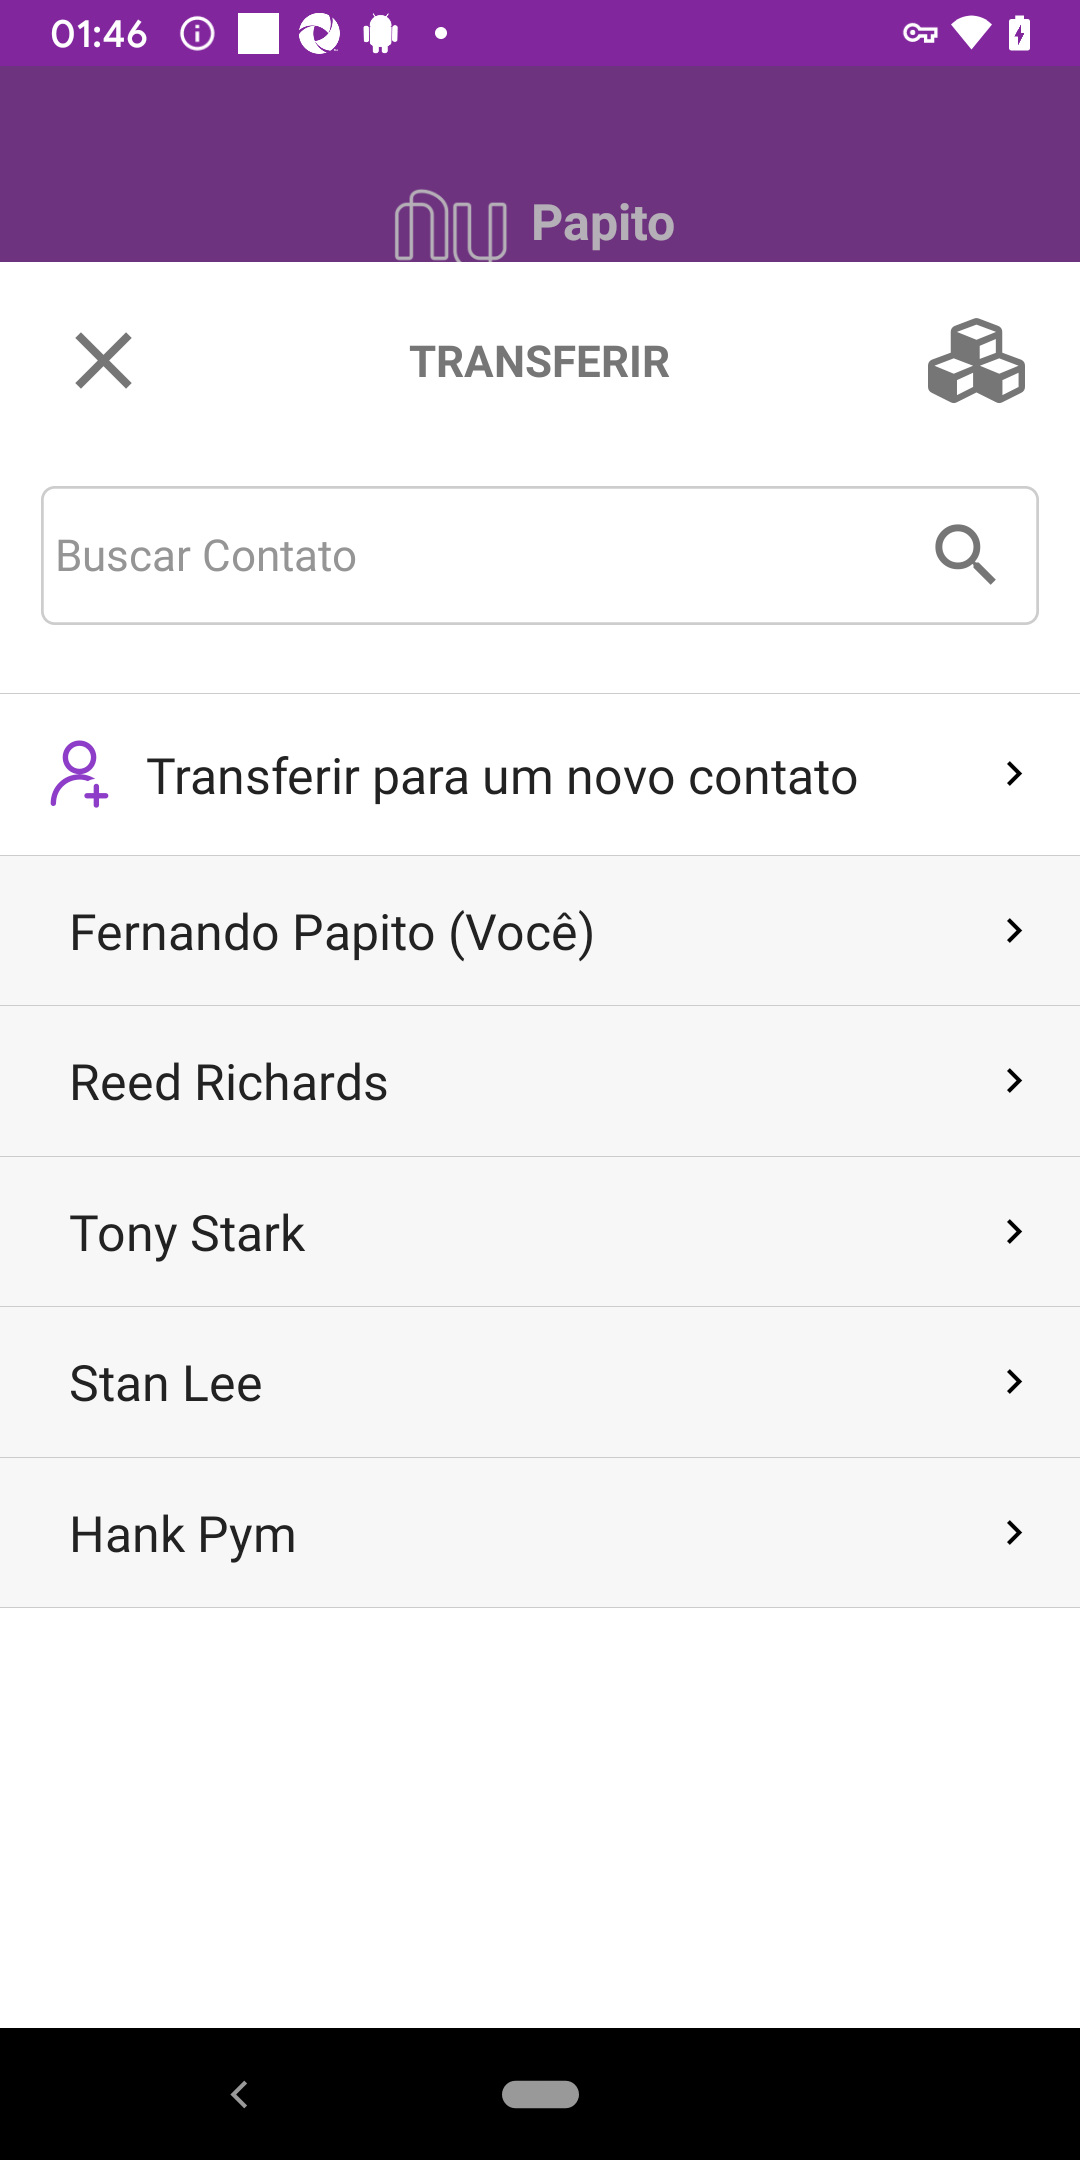 01:46
nu Papito
TRANSFERIR
Buscar Contato
Transferir para um novo contato
Fernando Papito (Você)
Reed Richards
Tony Stark
Stan Lee
Hank Pym